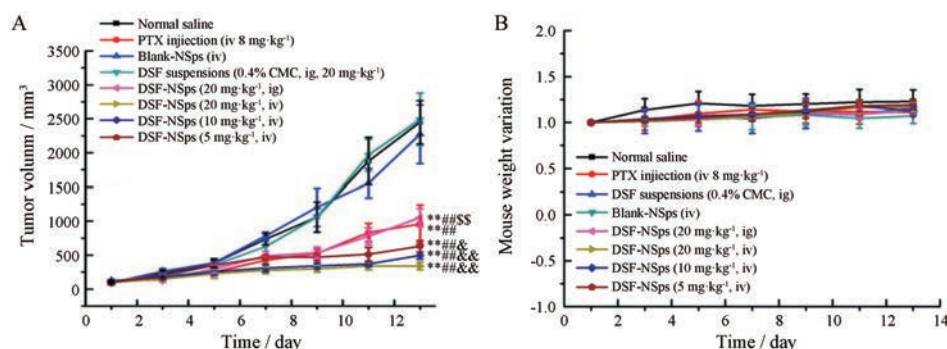 A
Normal saline
PTX injiection (iv 8 mg·kg⁻¹)
Blank-NSps (iv)
DSF suspensions (0.4% CMC, ig, 20 mg·kg⁻¹)
DSF-NSps (20 mg·kg⁻¹, ig)
DSF-NSps (20 mg·kg⁻¹, iv)
DSF-NSps (10 mg·kg⁻¹, iv)
DSF-NSps (5 mg·kg⁻¹, iv)
Tumor volunm / mm³
3500
3000
2500
2000
1500
1000
500
0
**##$$
**##
**##&
**##&&
**##&&
0 2 4 6 8 10 12
Time / day
B
Mouse weight variation
1.5
1.0
0.5
0.0
-0.5
-1.0
Normal saline
PTX injiection (iv 8 mg·kg⁻¹)
DSF suspensions (0.4% CMC, ig)
Blank-NSps (iv)
DSF-NSps (20 mg·kg⁻¹, ig)
DSF-NSps (20 mg·kg⁻¹, iv)
DSF-NSps (10 mg·kg⁻¹, iv)
DSF-NSps (5 mg·kg⁻¹, iv)
0 2 4 6 8 10 12 14
Time / day